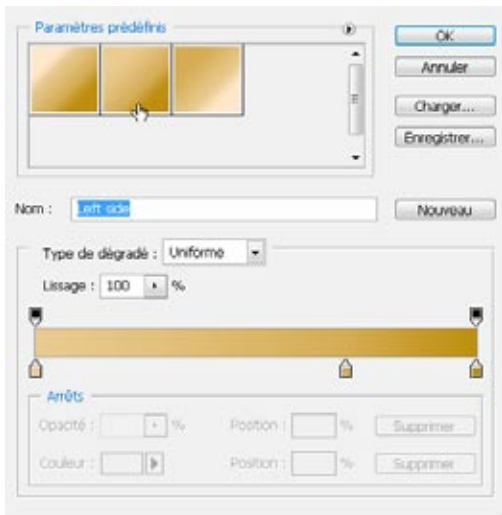 Paramètres prédéfinis
OK
Annuler
Charger...
Enregistrer...
Nom : Left side
Nouveau
Type de dégradé : Uniforme
Lissage : 100 %
Arrêts
Opacité : % Position : % Supprimer
Couleur : Position : % Supprimer